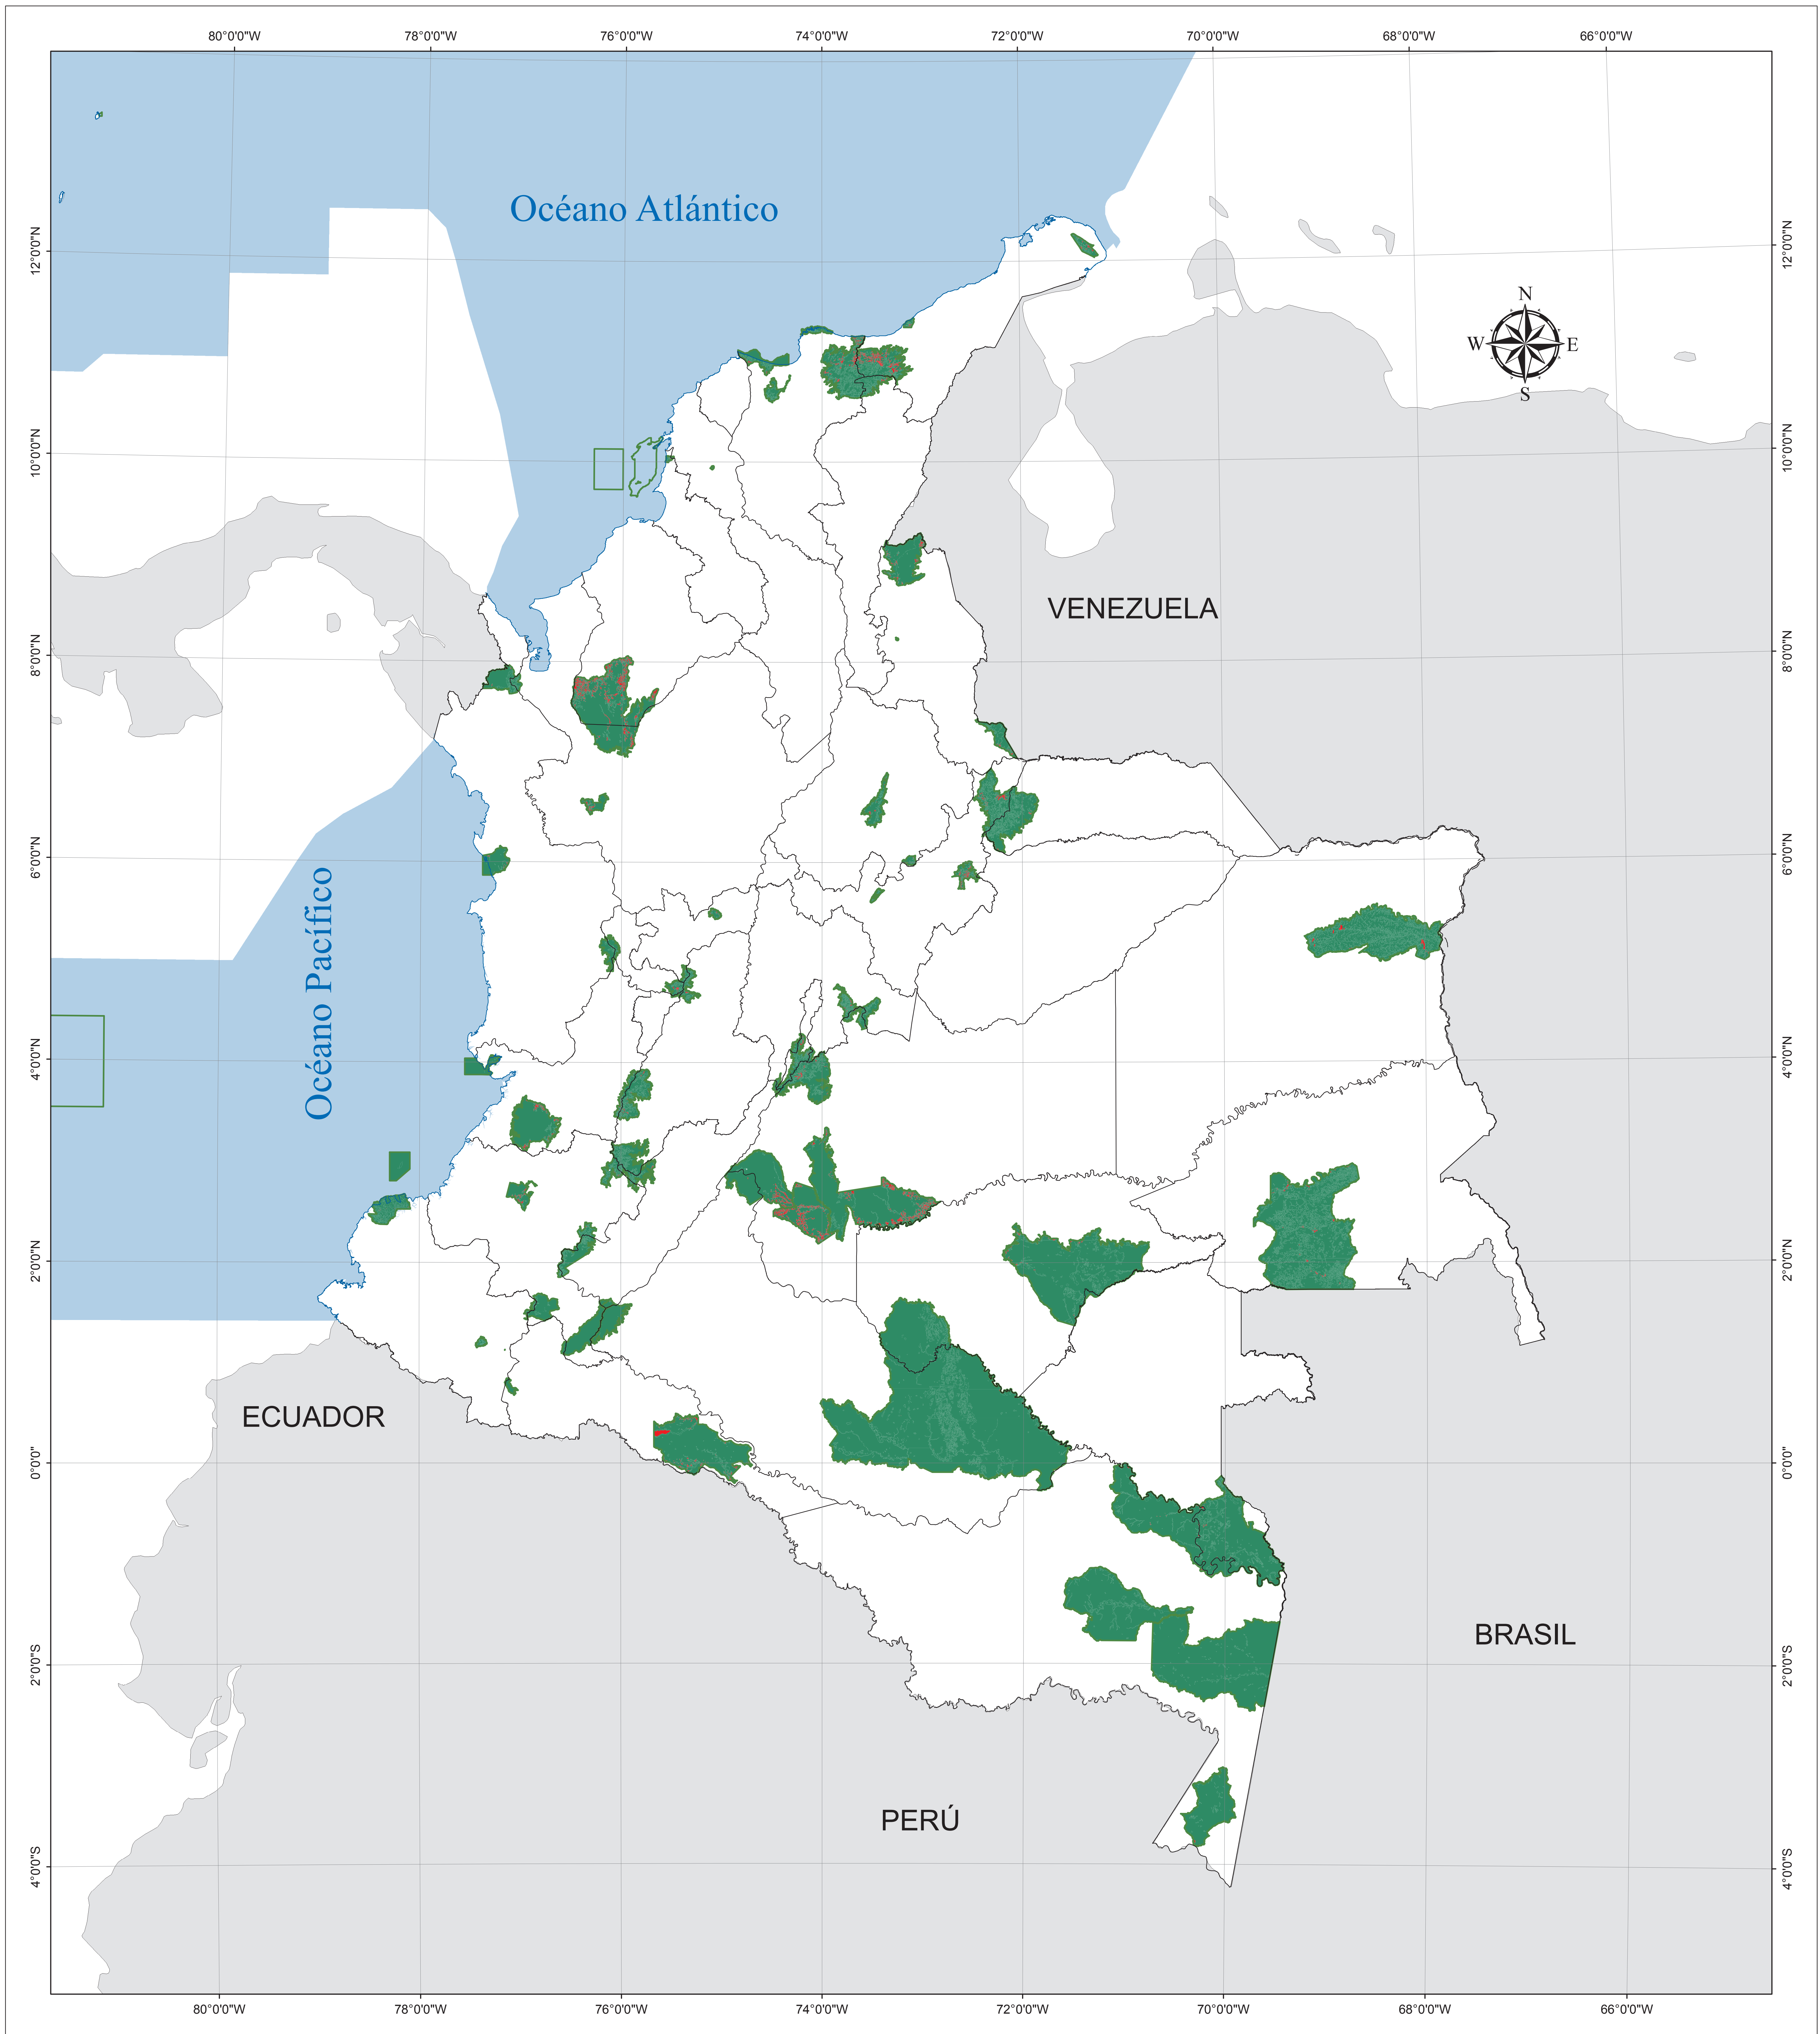 80°0'0"W 78°0'0"W 76°0'0"W 74°0'0"W 72°0'0"W 70°0'0"W 68°0'0"W 66°0'0"W
Océano Atlántico
12°0'0"N
12°0'0"N
N
W E
S
10°0'0"N
10°0'0"N
VENEZUELA
8°0'0"N
8°0'0"N
6°0'0"N
6°0'0"N
Océano Pacífico
4°0'0"N
4°0'0"N
2°0'0"N
2°0'0"N
ECUADOR
0°0'0"
0°0'0"
BRASIL
2°0'0"S
2°0'0"S
PERÚ
4°0'0"S
4°0'0"S
80°0'0"W 78°0'0"W 76°0'0"W 74°0'0"W 72°0'0"W 70°0'0"W 68°0'0"W 66°0'0"W